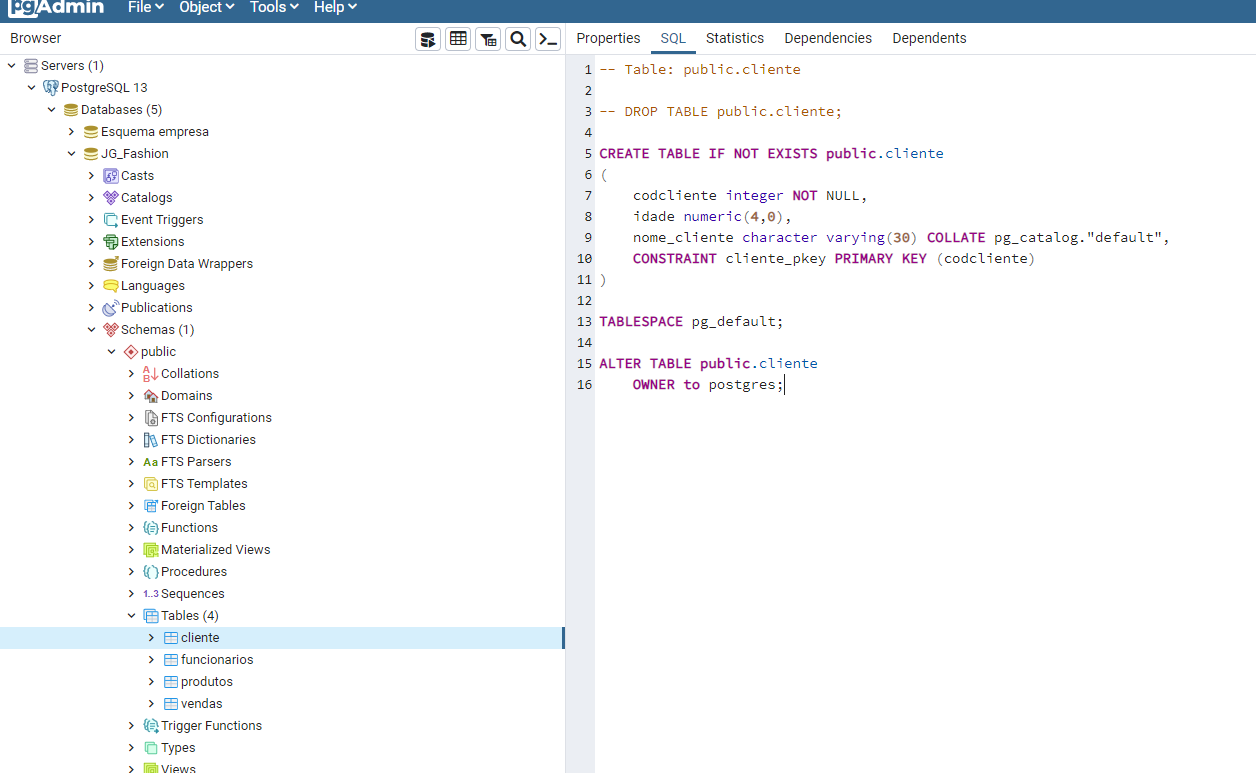 pgAdmin File Object Tools Help
Browser
Servers (1)
PostgreSQL 13
Databases (5)
Esquema empresa
JG_Fashion
Casts
Catalogs
Event Triggers
Extensions
Foreign Data Wrappers
Languages
Publications
Schemas (1)
public
Collations
Domains
FTS Configurations
FTS Dictionaries
Aa FTS Parsers
FTS Templates
Foreign Tables
Functions
Materialized Views
Procedures
1..3 Sequences
Tables (4)
cliente
funcionarios
produtos
vendas
Trigger Functions
Types
Views
Properties SQL Statistics Dependencies Dependents
1 -- Table: public.cliente
2
3 -- DROP TABLE public.cliente;
4
5 CREATE TABLE IF NOT EXISTS public.cliente
6 (
7 codcliente integer NOT NULL,
8 idade numeric(4,0),
9 nome_cliente character varying(30) COLLATE pg_catalog."default",
10 CONSTRAINT cliente_pkey PRIMARY KEY (codcliente)
11 )
12
13 TABLESPACE pg_default;
14
15 ALTER TABLE public.cliente
16 OWNER to postgres;